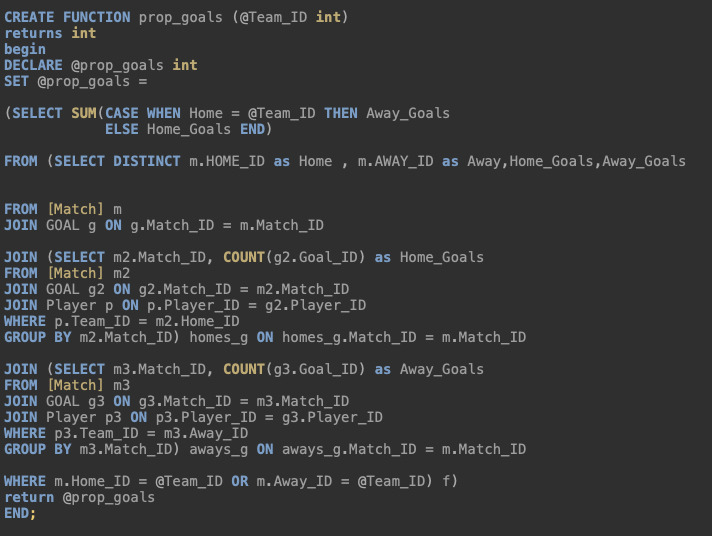 CREATE FUNCTION prop_goals (@Team_ID int)
returns int
begin
DECLARE @prop_goals int
SET @prop_goals =
(SELECT SUM(CASE WHEN Home = @Team_ID THEN Away_Goals
ELSE Home_Goals END)
FROM (SELECT DISTINCT m.HOME_ID as Home , m.AWAY_ID as Away,Home_Goals,Away_Goals
FROM [Match] m
JOIN GOAL g ON g.Match_ID = m.Match_ID
JOIN (SELECT m2.Match_ID, COUNT(g2.Goal_ID) as Home_Goals
FROM [Match] m2
JOIN GOAL g2 ON g2.Match_ID = m2.Match_ID
JOIN Player p ON p.Player_ID = g2.Player_ID
WHERE p.Team_ID = m2.Home_ID
GROUP BY m2.Match_ID) homes_g ON homes_g.Match_ID = m.Match_ID
JOIN (SELECT m3.Match_ID, COUNT(g3.Goal_ID) as Away_Goals
FROM [Match] m3
JOIN GOAL g3 ON g3.Match_ID = m3.Match_ID
JOIN Player p3 ON p3.Player_ID = g3.Player_ID
WHERE p3.Team_ID = m3.Away_ID
GROUP BY m3.Match_ID) aways_g ON aways_g.Match_ID = m.Match_ID
WHERE m.Home_ID = @Team_ID OR m.Away_ID = @Team_ID) f)
return @prop_goals
END;